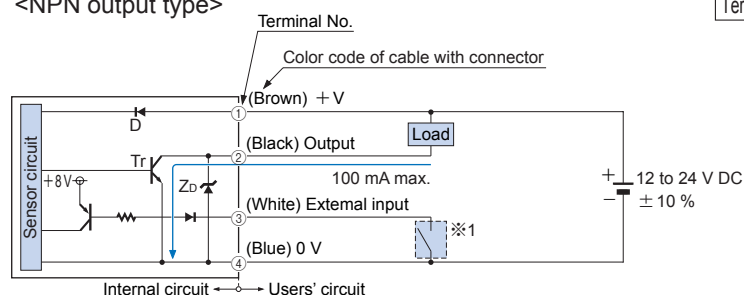 <NPN output type>
Ter
Terminal No.
Color code of cable with connector
1 (Brown) +V
D
Load
2 (Black) Output
Tr
100 mA max.
+8V
ZD
+ 12 to 24 V DC
− ±10 %
Sensor circuit
3 (White) External input
※1
4 (Blue) 0 V
Internal circuit
Users' circuit